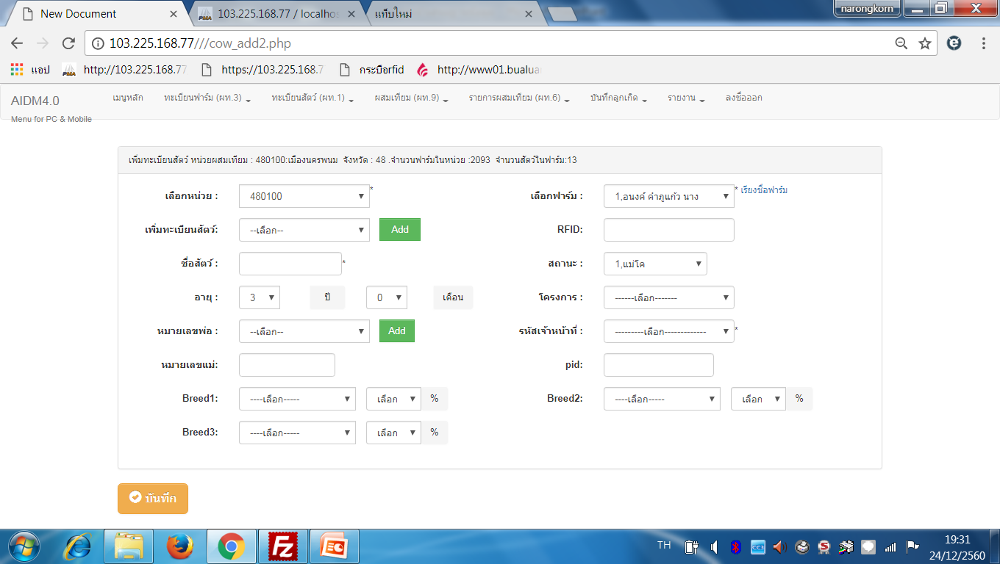 New Document
103.225.168.77 / localhos
แท็บใหม่
narongkorn
103.225.168.77///cow_add2.php
แอป
http://103.225.168.77
https://103.225.168.7
กระบือrfid
http://www01.bualua
AIDM4.0 เมนูหลัก ทะเบียนฟาร์ม (ผท.3) ทะเบียนสัตว์ (ผท.1) ผสมเทียม (ผท.9) รายการผสมเทียม (ผท.6) บันทึกลูกเกิด รายงาน ลงชื่อออก
Menu for PC & Mobile
เพิ่มทะเบียนสัตว์ หน่วยผสมเทียม : 480100:เมืองนครพนม จังหวัด : 48 .จำนวนฟาร์มในหน่วย :2093 จำนวนสัตว์ในฟาร์ม:13
เลือกหน่วย : 480100 * เลือกฟาร์ม : 1,อนงค์ คำภูแก้ว นาง * เรียงชื่อฟาร์ม
เพิ่มทะเบียนสัตว์: --เลือก-- Add RFID:
ชื่อสัตว์ : * สถานะ : 1,แม่โค
อายุ : 3 ปี 0 เดือน โครงการ : ------เลือก-------
หมายเลขพ่อ : --เลือก-- Add รหัสเจ้าหน้าที่ : ---------เลือก------------- *
หมายเลขแม่: pid:
Breed1: ----เลือก----- เลือก % Breed2: ----เลือก----- เลือก %
Breed3: ----เลือก----- เลือก %
บันทึก
TH
19:31
24/12/2560